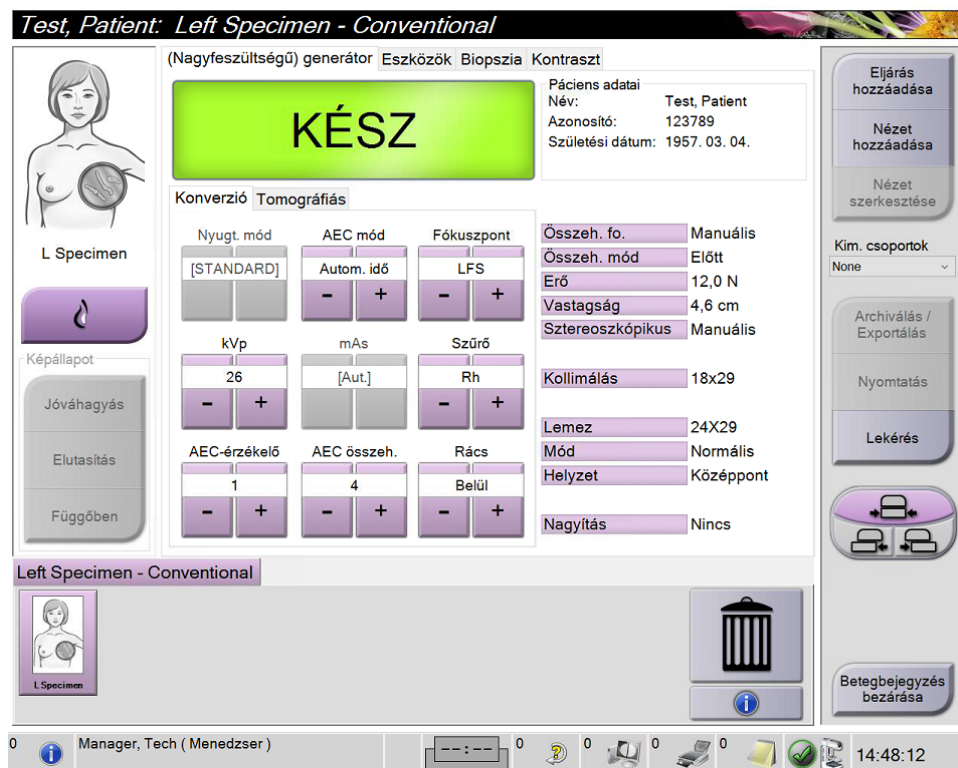 Test, Patient: Left Specimen - Conventional
(Nagyfeszültségű) generátor Eszközök Biopszia Kontraszt
KÉSZ
Páciens adatai
Név: Test, Patient
Azonosító: 123789
Születési dátum: 1957. 03. 04.
L Specimen
Képállapot
Jóváhagyás
Elutasítás
Függőben
Konverzió Tomográfiás
Nyugt. mód AEC mód Fókuszpont
[STANDARD] Autom. idő LFS
- + - +
kVp mAs Szűrő
26 [Aut.] Rh
- + - +
AEC-érzékelő AEC összeh. Rács
1 4 Belül
- + - + - +
Összeh. fo. Manuális
Összeh. mód Előtt
Erő 12,0 N
Vastagság 4,6 cm
Sztereoszkópikus Manuális
Kollimálás 18x29
Lemez 24X29
Mód Normális
Helyzet Középpont
Nagyítás Nincs
Eljárás
hozzáadása
Nézet
hozzáadása
Nézet
szerkesztése
Kim. csoportok
None
Archiválás /
Exportálás
Nyomtatás
Lekérés
Betegbejegyzés
bezárása
Left Specimen - Conventional
L Specimen
0 Manager, Tech ( Menedzser ) --:-- 0 0 0 0 14:48:12